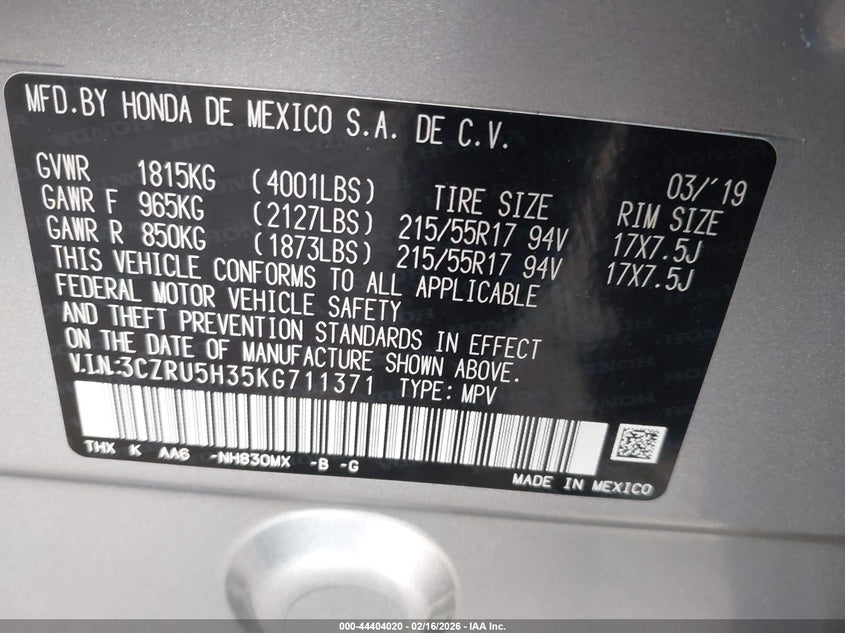 MFD.BY HONDA DE MEXICO S.A. DE C.V.
03/'19
GVWR 1815KG (4001LBS) TIRE SIZE RIM SIZE
GAWR F 965KG (2127LBS) 215/55R17 94V 17X7.5J
GAWR R 850KG (1873LBS) 215/55R17 94V 17X7.5J
THIS VEHICLE CONFORMS TO ALL APPLICABLE
FEDERAL MOTOR VEHICLE SAFETY
AND THEFT PREVENTION STANDARDS IN EFFECT
ON THE DATE OF MANUFACTURE SHOWN ABOVE.
V.I.N.:3CZRU5H35KG711371 TYPE: MPV
THX K AA6 -NH830MX -B -G
MADE IN MEXICO
000-44404020 - 02/16/2026 - IAA Inc.